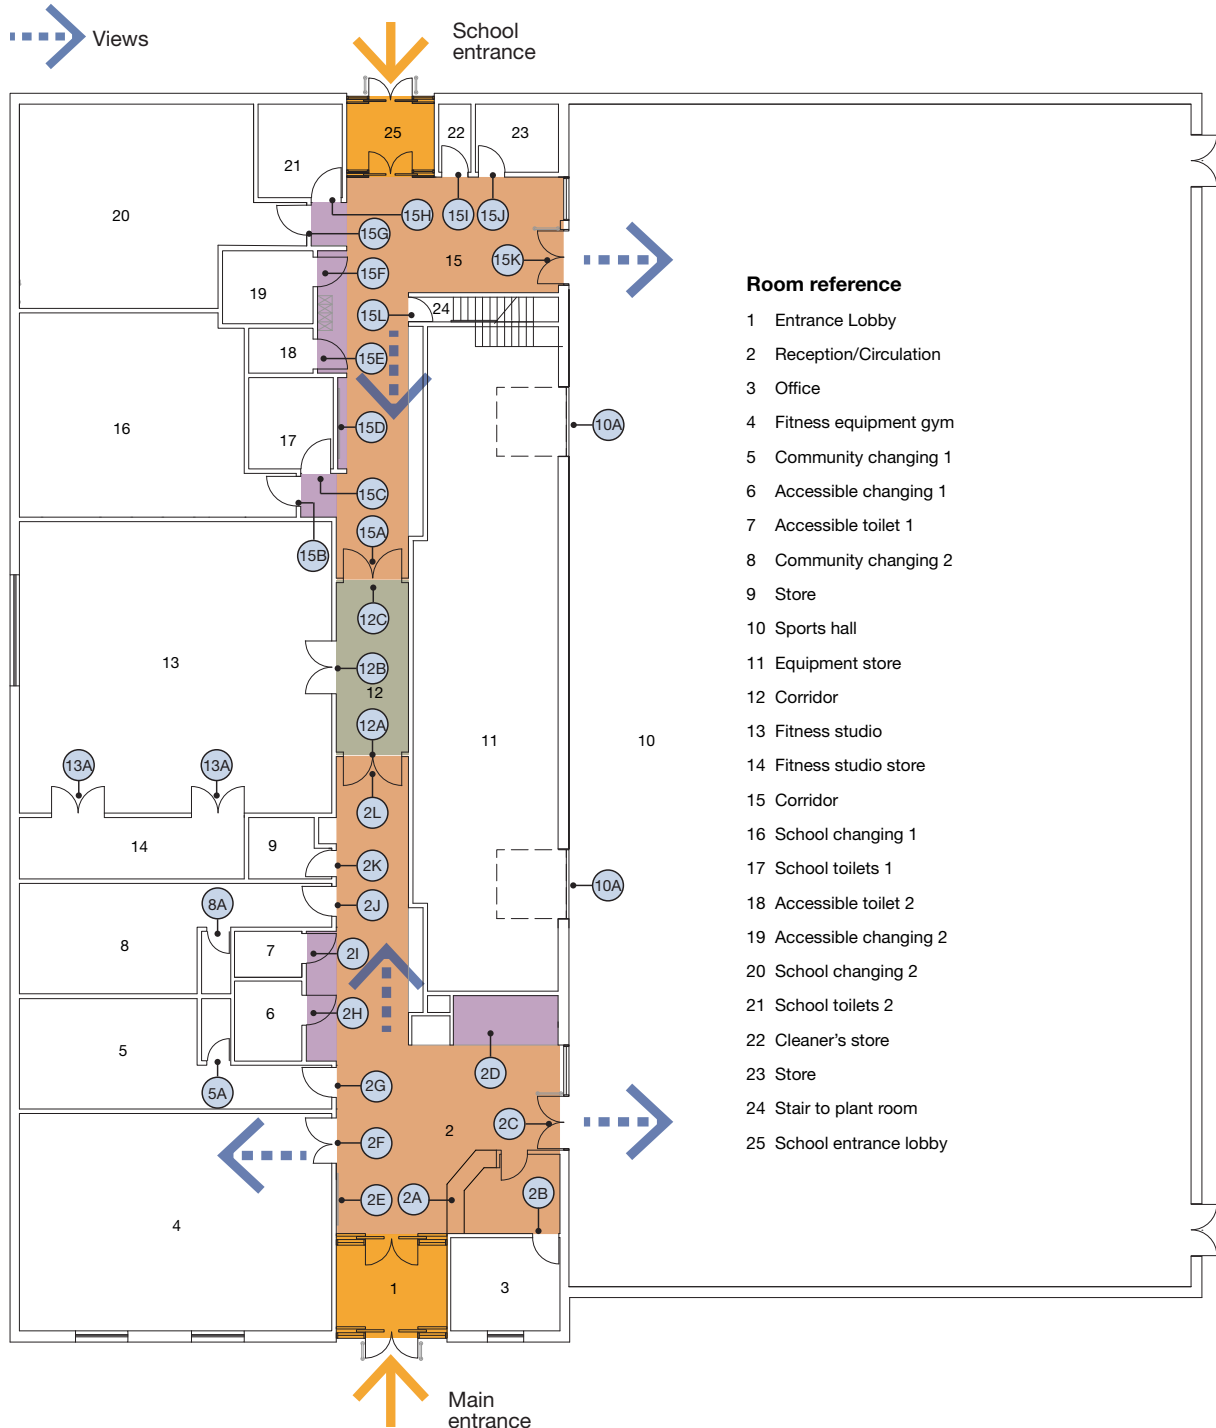 Views
School
entrance
25
22
23
21
20
15H
15I
15J
15G
15
15K
15F
19
15L
24
18
15E
16
17
15D
10A
15C
15A
15B
12C
13
12B
12
12A
11
10
13A
13A
2L
14
9
2K
10A
8A
2J
8
7
2I
6
2H
5
2D
5A
2G
2C
2
2F
2E
2A
2B
4
1
3
Main
entrance
Room reference
1 Entrance Lobby
2 Reception/Circulation
3 Office
4 Fitness equipment gym
5 Community changing 1
6 Accessible changing 1
7 Accessible toilet 1
8 Community changing 2
9 Store
10 Sports hall
11 Equipment store
12 Corridor
13 Fitness studio
14 Fitness studio store
15 Corridor
16 School changing 1
17 School toilets 1
18 Accessible toilet 2
19 Accessible changing 2
20 School changing 2
21 School toilets 2
22 Cleaner's store
23 Store
24 Stair to plant room
25 School entrance lobby